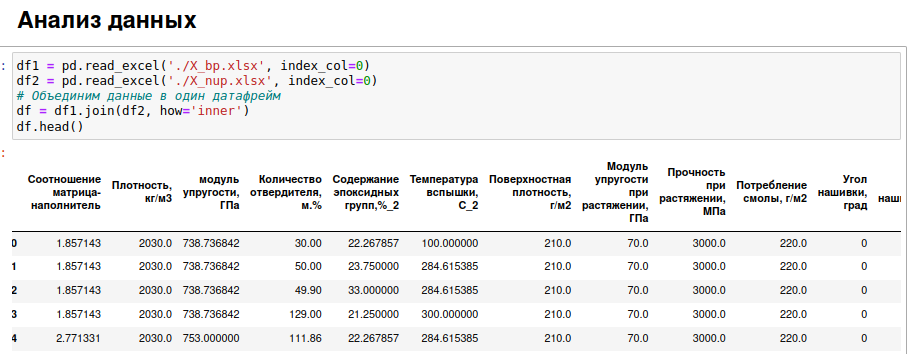 Анализ данных
: df1 = pd.read_excel('./X_bp.xlsx', index_col=0)
df2 = pd.read_excel('./X_nup.xlsx', index_col=0)
# Объединим данные в один датафрейм
df = df1.join(df2, how='inner')
df.head()
:
Соотношение матрица-наполнитель Плотность, кг/м3 модуль упругости, ГПа Количество отвердителя, м.% Содержание эпоксидных групп,%_2 Температура вспышки, С_2 Поверхностная плотность, г/м2 Модуль упругости при растяжении, ГПа Прочность при растяжении, МПа Потребление смолы, г/м2 Угол нашивки, град наши
0 1.857143 2030.0 738.736842 30.00 22.267857 100.000000 210.0 70.0 3000.0 220.0 0
1 1.857143 2030.0 738.736842 50.00 23.750000 284.615385 210.0 70.0 3000.0 220.0 0
2 1.857143 2030.0 738.736842 49.90 33.000000 284.615385 210.0 70.0 3000.0 220.0 0
3 1.857143 2030.0 738.736842 129.00 21.250000 300.000000 210.0 70.0 3000.0 220.0 0
4 2.771331 2030.0 753.000000 111.86 22.267857 284.615385 210.0 70.0 3000.0 220.0 0